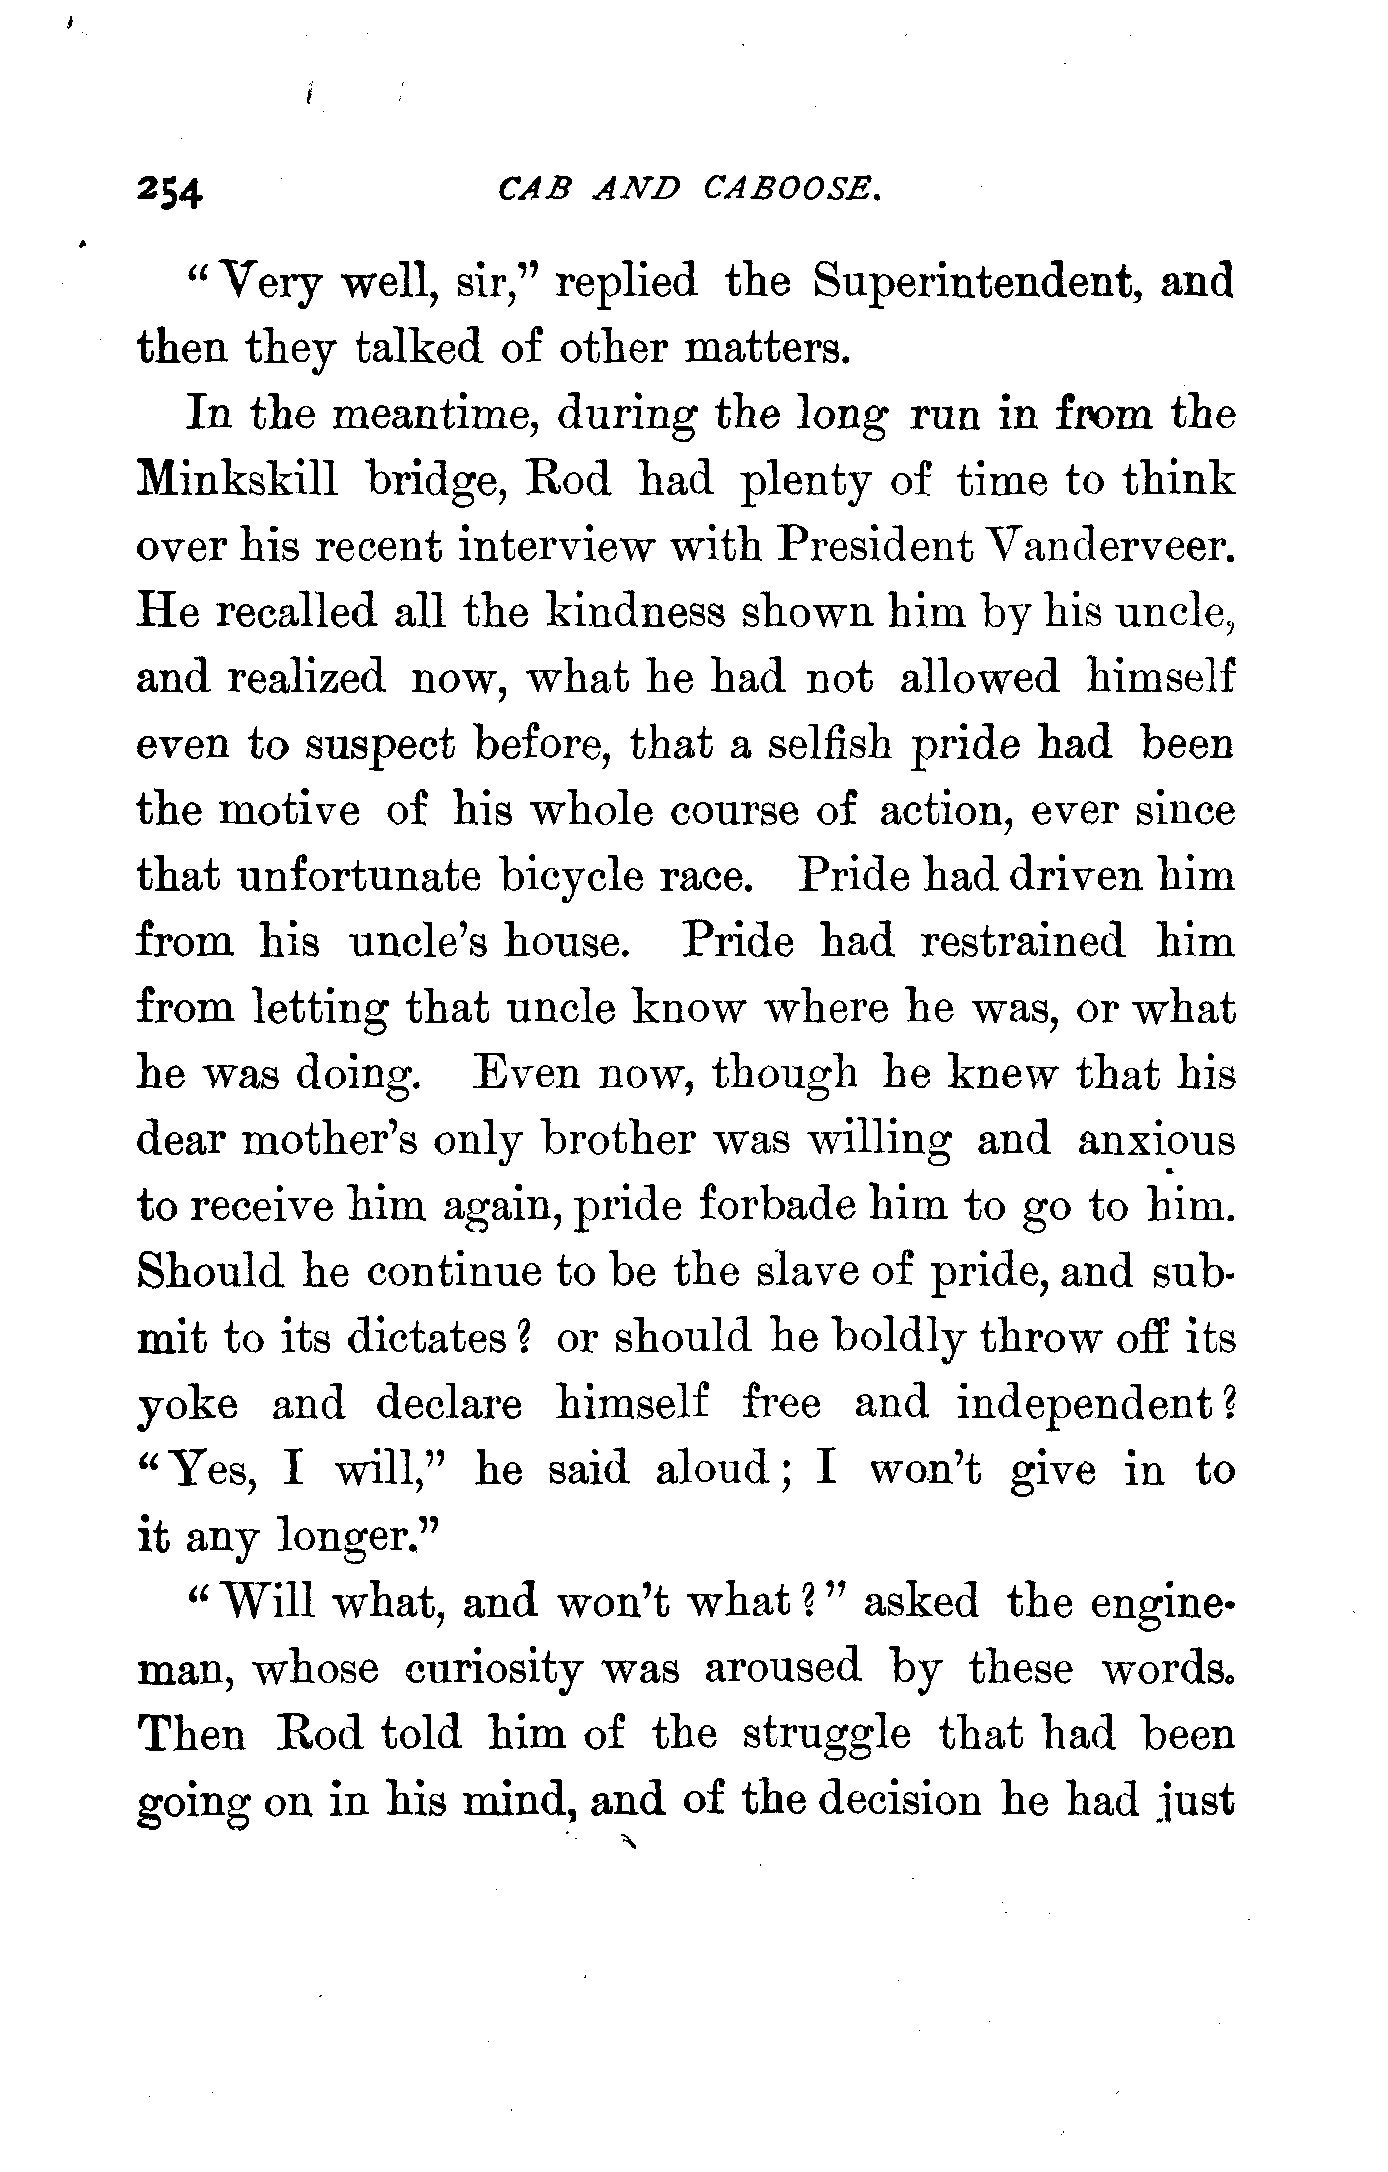 254 CAB AND CABOOSE.
"Very well, sir," replied the Superintendent, and
then they talked of other matters.
In the meantime, during the long run in from the
Minkskill bridge, Rod had plenty of time to think
over his recent interview with President Vanderveer.
He recalled all the kindness shown him by his uncle,
and realized now, what he had not allowed himself
even to suspect before, that a selfish pride had been
the motive of his whole course of action, ever since
that unfortunate bicycle race. Pride had driven him
from his uncle's house. Pride had restrained him
from letting that uncle know where he was, or what
he was doing. Even now, though he knew that his
dear mother's only brother was willing and anxious
to receive him again, pride forbade him to go to him.
Should he continue to be the slave of pride, and sub-
mit to its dictates? or should he boldly throw off its
yoke and declare himself free and independent?
"Yes, I will," he said aloud; I won't give in to
it any longer."
"Will what, and won't what?" asked the engine-
man, whose curiosity was aroused by these words.
Then Rod told him of the struggle that had been
going on in his mind, and of the decision he had just